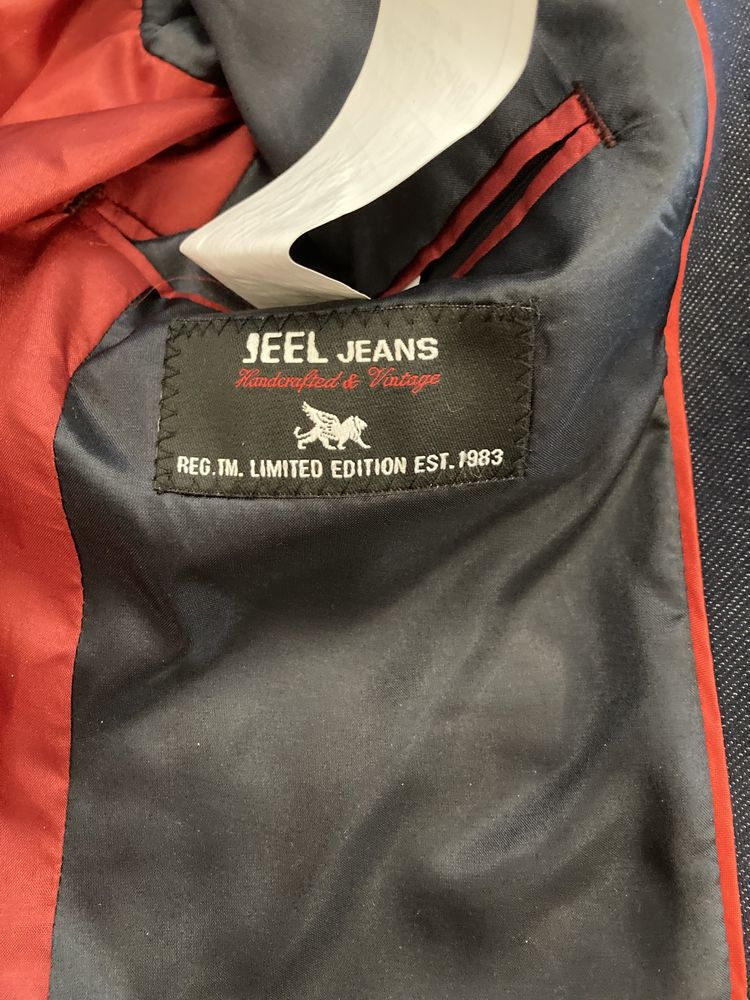 JEEL JEANS
Handcrafted & Vintage
REG.TM. LIMITED EDITION EST.1983